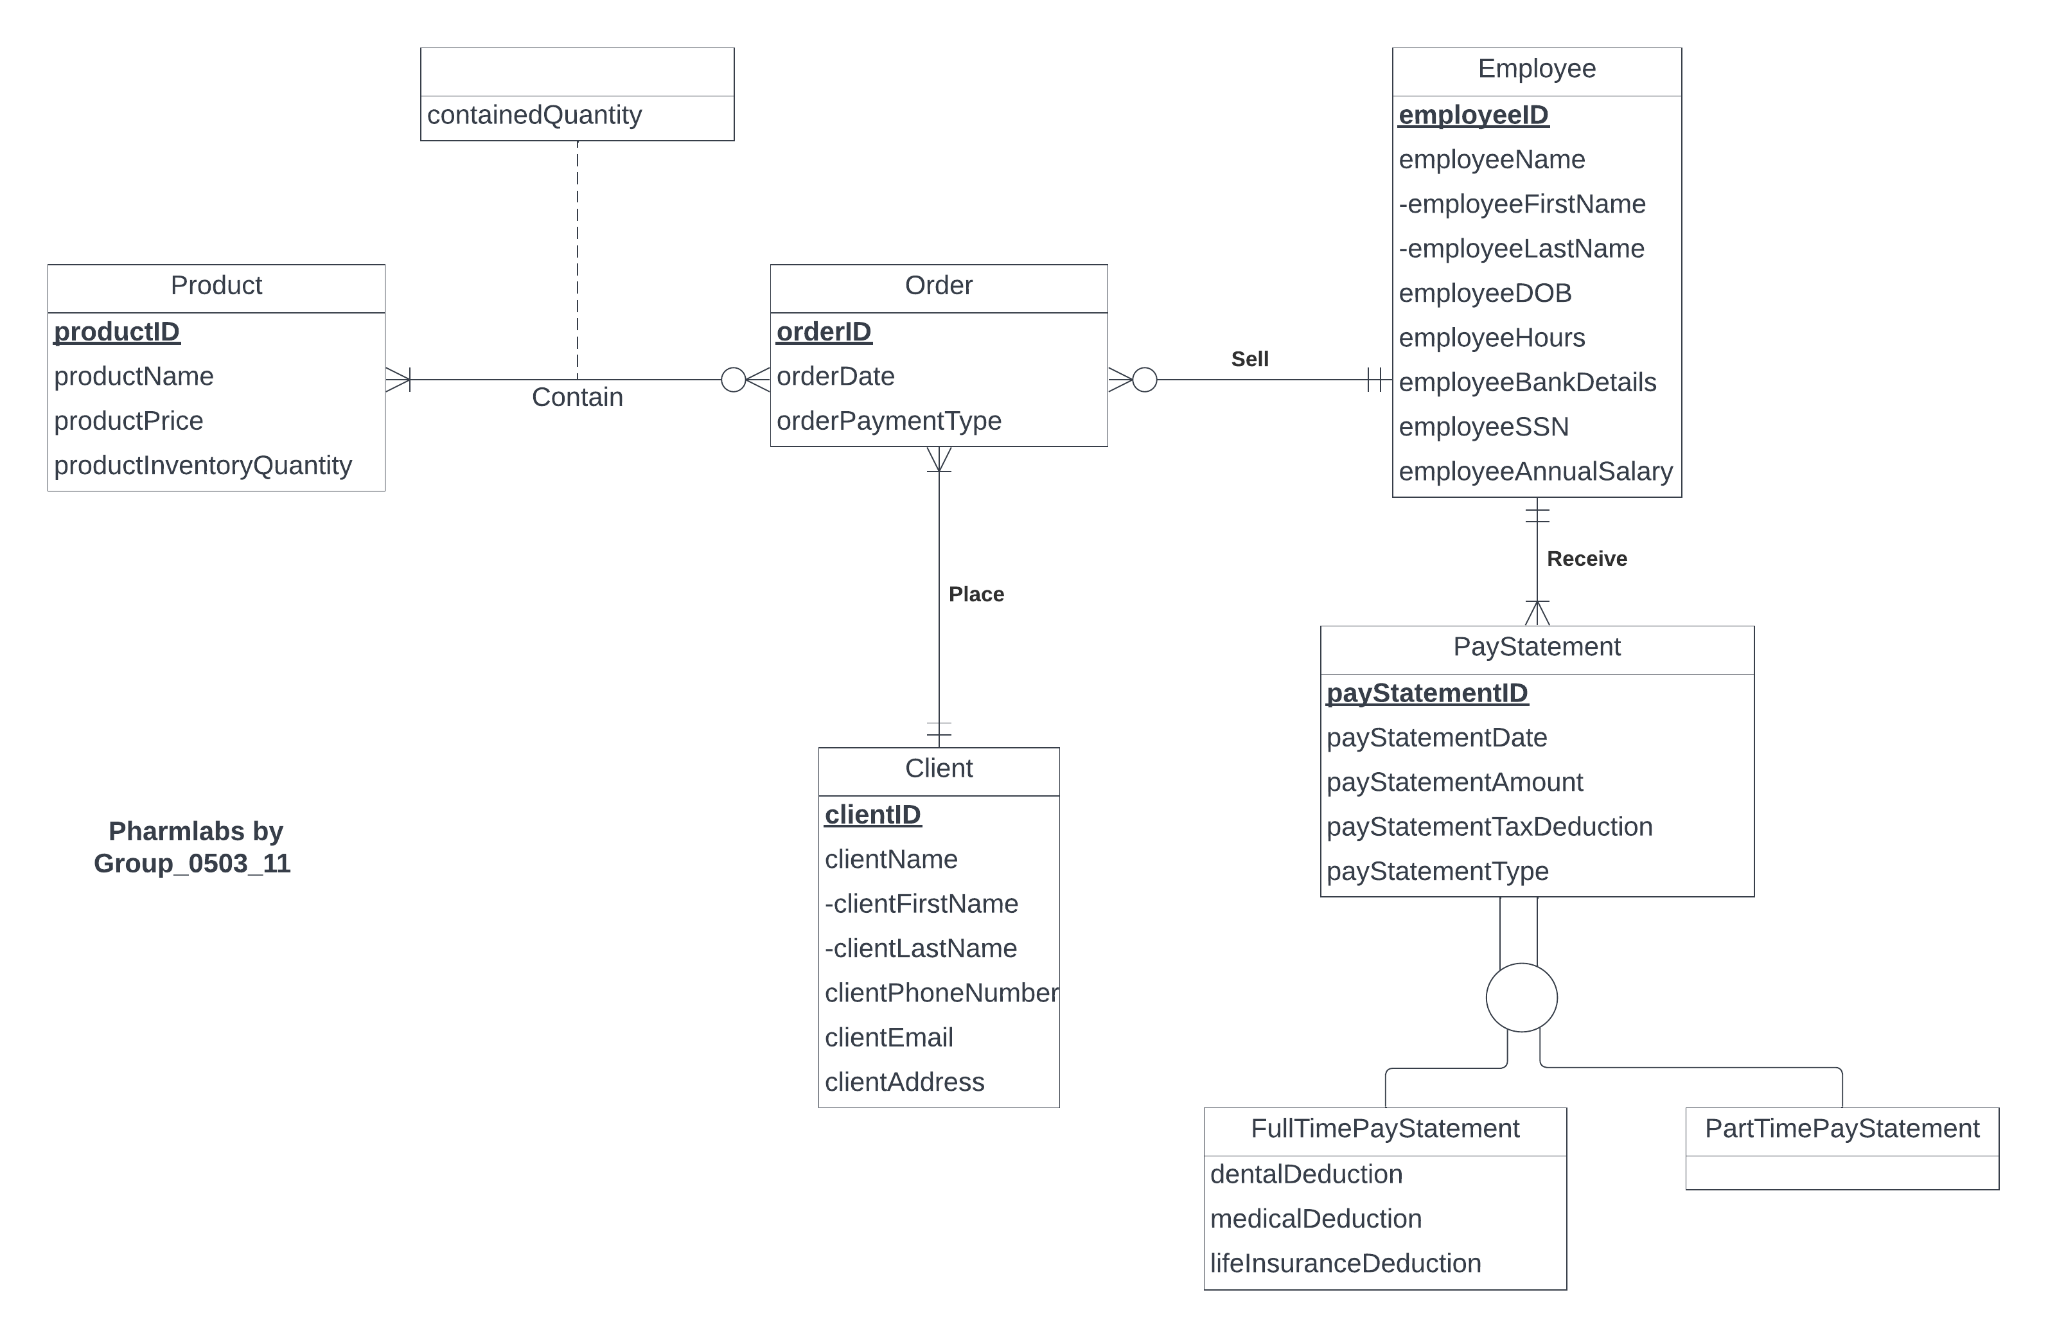 containedQuantity
Employee
employeeID
employeeName
-employeeFirstName
-employeeLastName
employeeDOB
employeeHours
employeeBankDetails
employeeSSN
employeeAnnualSalary
Product
productID
productName
productPrice
productInventoryQuantity
Contain
Order
orderID
orderDate
orderPaymentType
Sell
Place
Receive
Client
clientID
clientName
-clientFirstName
-clientLastName
clientPhoneNumber
clientEmail
clientAddress
PayStatement
payStatementID
payStatementDate
payStatementAmount
payStatementTaxDeduction
payStatementType
Pharmlabs by
Group_0503_11
FullTimePayStatement
dentalDeduction
medicalDeduction
lifeInsuranceDeduction
PartTimePayStatement